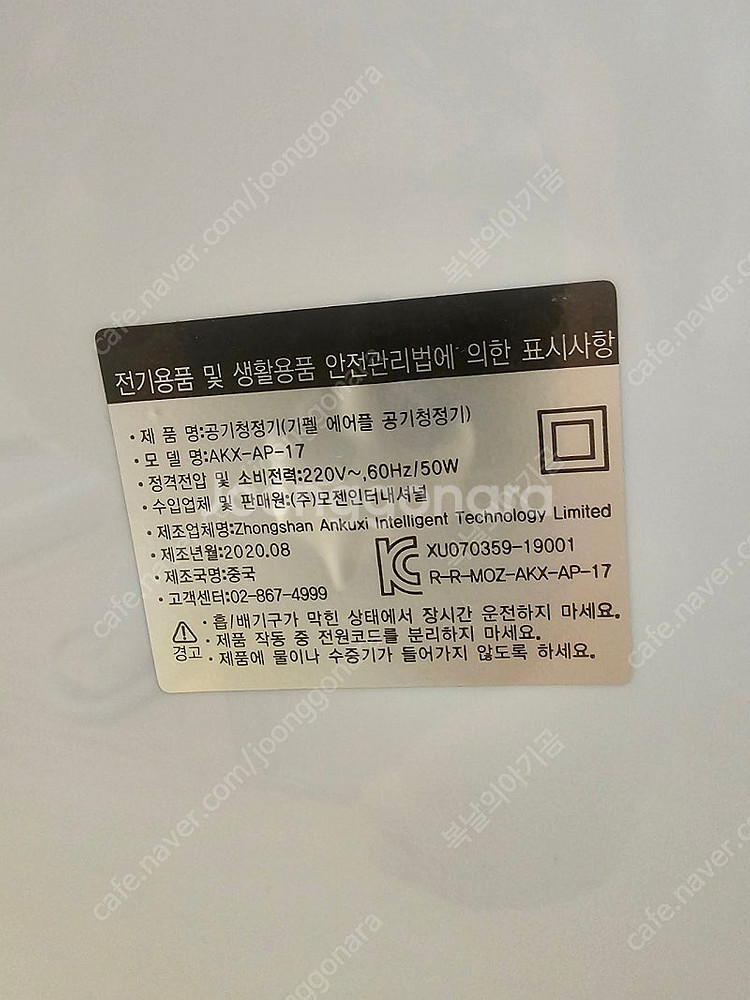 전기용품 및 생활용품 안전관리법에 의한 표시사항
• 제 품 명:공기청정기(기펠 에어플 공기청정기)
• 모 델 명:AKX-AP-17
• 정격전압 및 소비전력:220V~,60Hz/50W
• 수입업체 및 판매원:(주)모젠인터내셔널
• 제조업체명:Zhongshan Ankuxi Intelligent Technology Limited
• 제조년월:2020.08
XU070359-19001
• 제조국명:중국
R-R-MOZ-AKX-AP-17
• 고객센터:02-867-4999
경고
• 흡/배기구가 막힌 상태에서 장시간 운전하지 마세요.
• 제품 작동 중 전원코드를 분리하지 마세요.
• 제품에 물이나 수증기가 들어가지 않도록 하세요.
joonggonara
cafe.naver.com/joonggonara
복날의아기곰